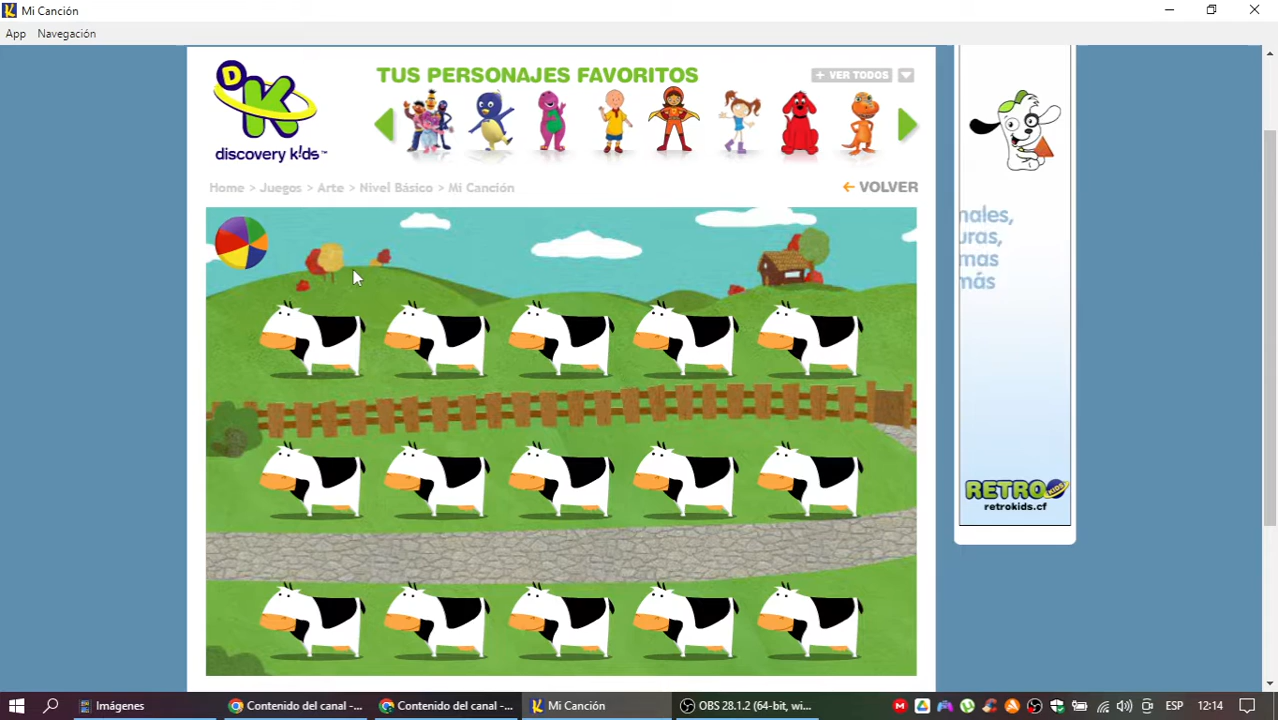 Mi Canción
App Navegación
D
K
discovery k!ds™
TUS PERSONAJES FAVORITOS
+ VER TODOS
Home > Juegos > Arte > Nivel Básico > Mi Canción
← VOLVER
nales,
uras,
mas
más
RETRO
retrokids.cf
Imágenes
Contenido del canal -...
Contenido del canal -...
Mi Canción
OBS 28.1.2 (64-bit, wi...
ESP
12:14